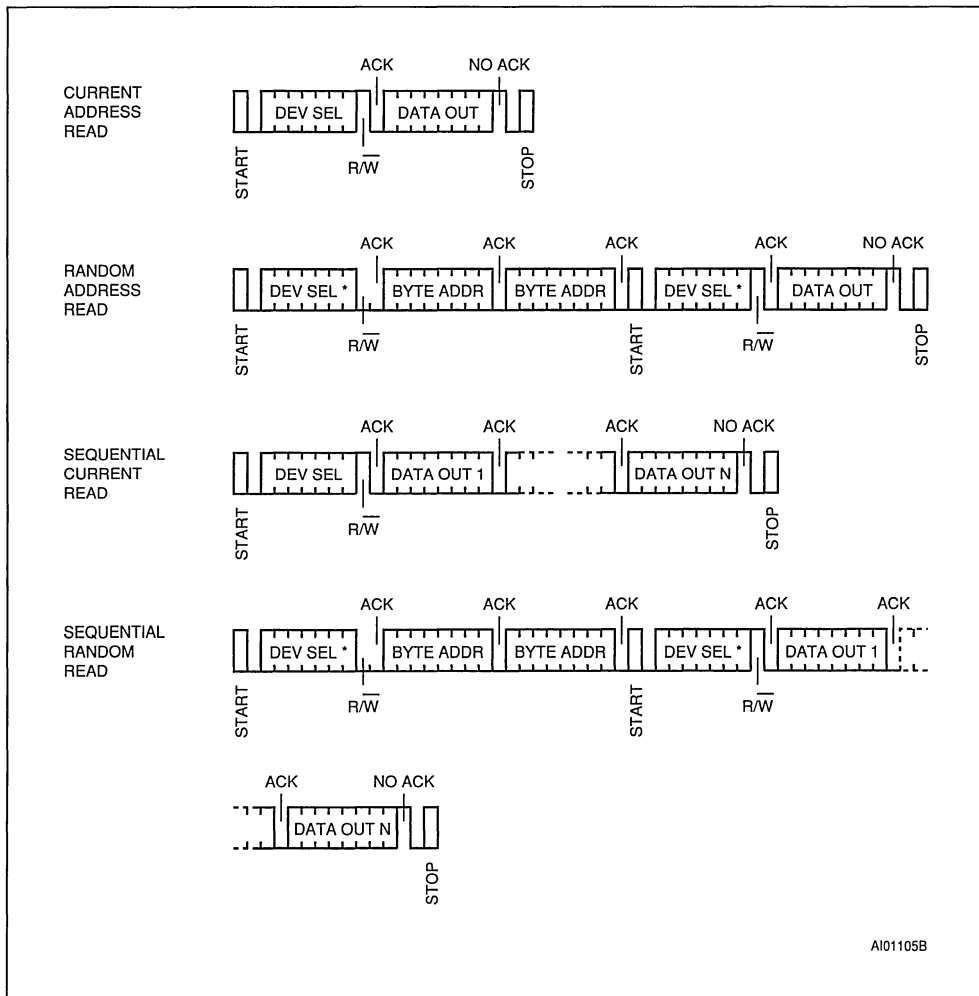 ACK NO ACK
CURRENT
ADDRESS
READ
DEV SEL DATA OUT
START R/W STOP
ACK ACK ACK ACK NO ACK
RANDOM
ADDRESS
READ
DEV SEL * BYTE ADDR BYTE ADDR DEV SEL * DATA OUT
START R/W START R/W STOP
ACK ACK ACK NO ACK
SEQUENTIAL
CURRENT
READ
DEV SEL DATA OUT 1 DATA OUT N
START R/W STOP
ACK ACK ACK ACK ACK
SEQUENTIAL
RANDOM
READ
DEV SEL * BYTE ADDR BYTE ADDR DEV SEL * DATA OUT 1
START R/W START R/W
ACK NO ACK
DATA OUT N
STOP
AI01105B